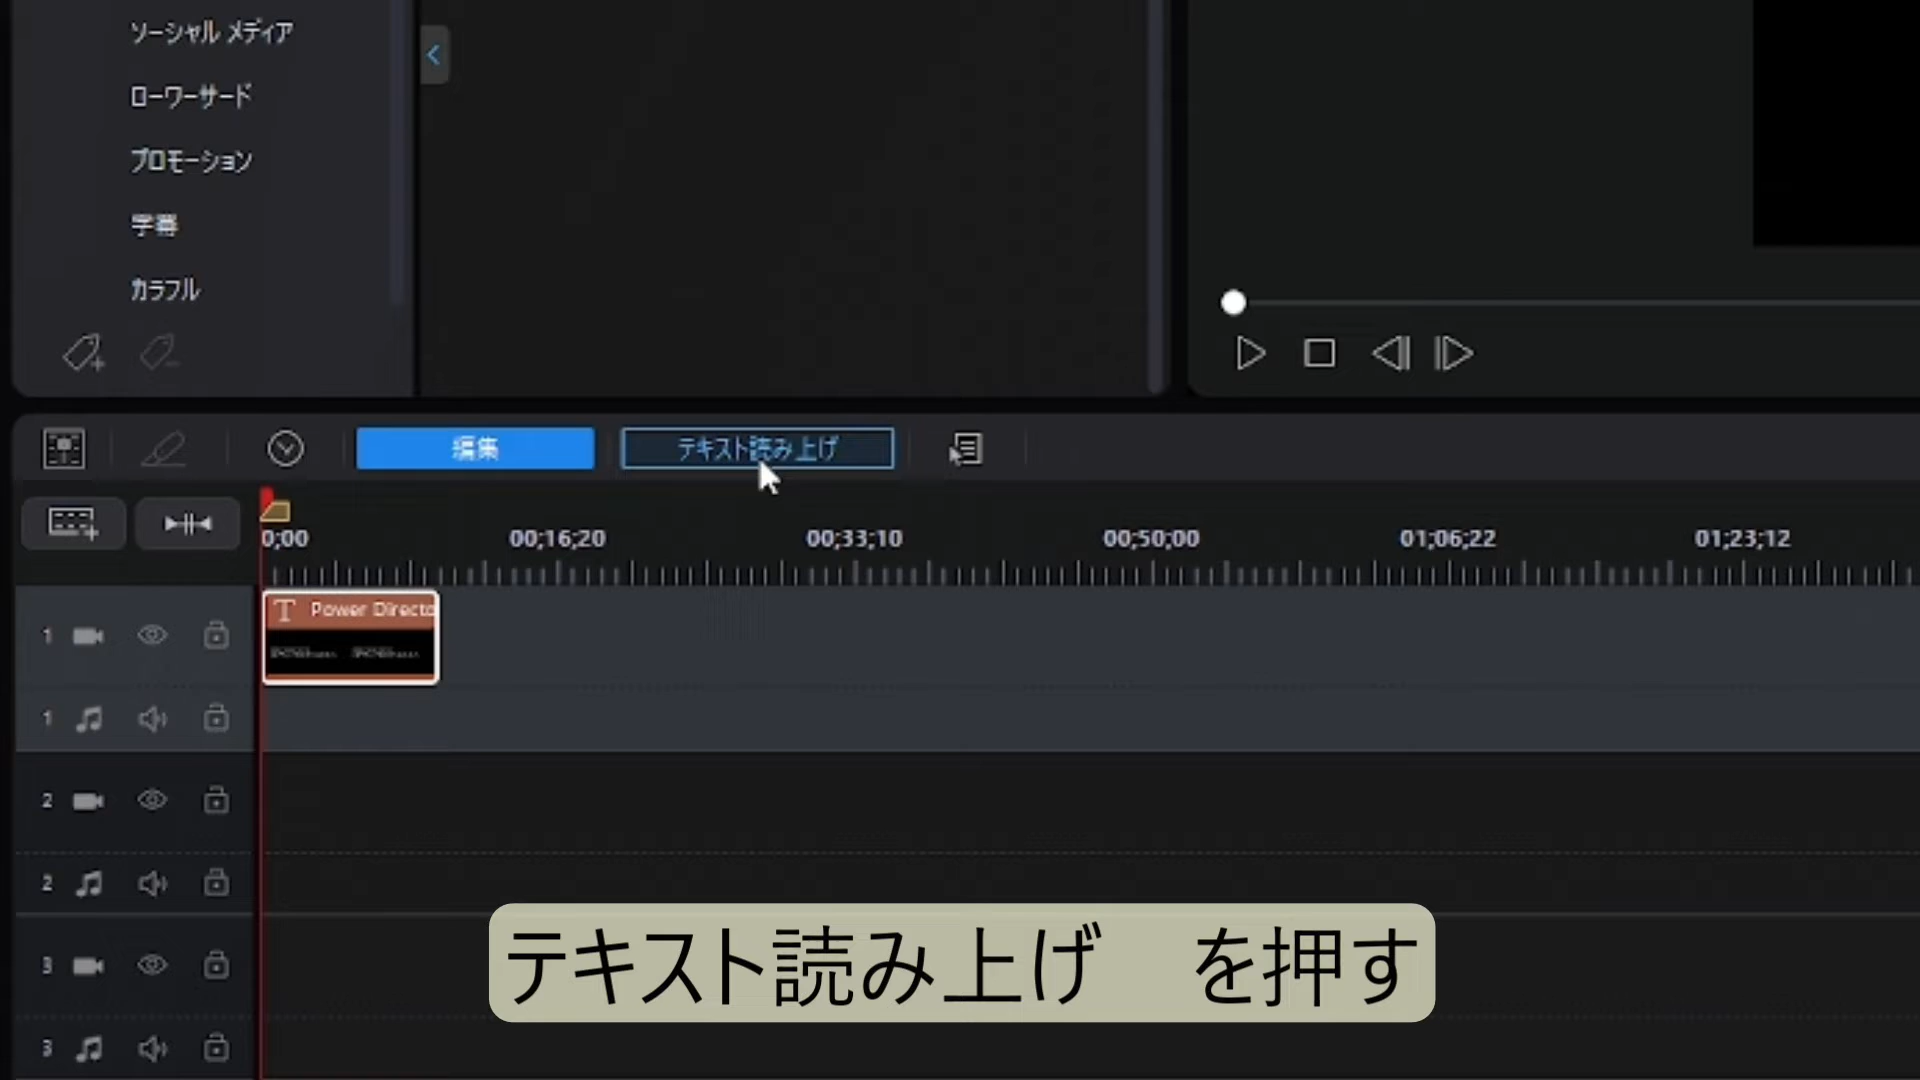 ソーシャル メディア
ローワーサード
プロモーション
字幕
カラフル
編集
テキスト読み上げ
0;00
00;16;20
00;33;10
00;50;00
01;06;22
01;23;12
1
T Power Directo
1
2
2
3
3
テキスト読み上げ　を押す